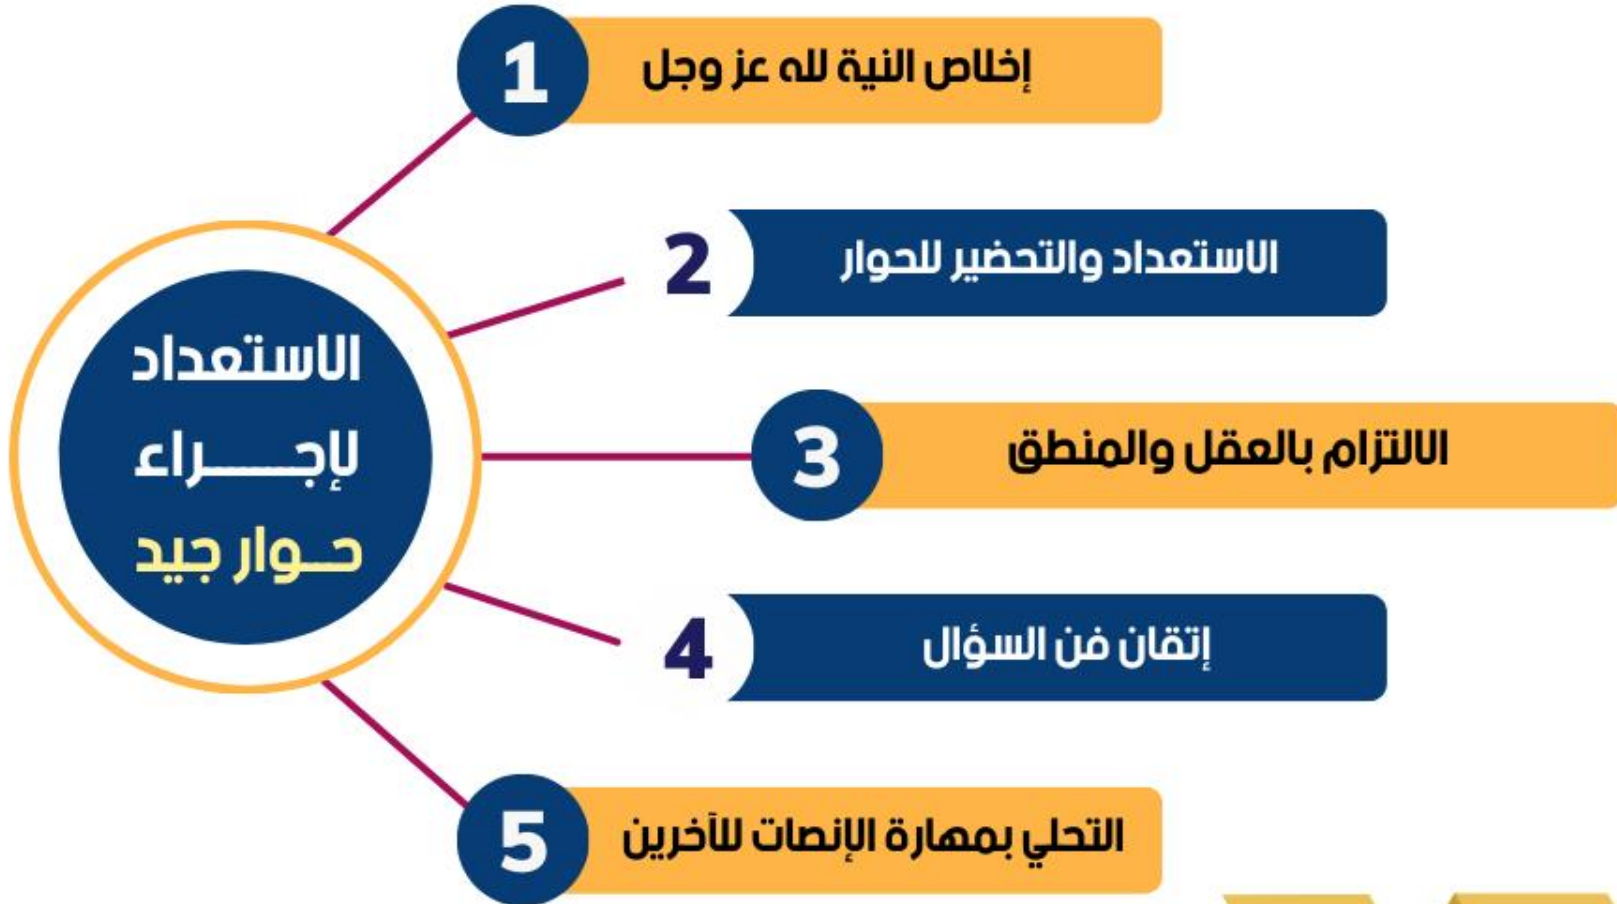 الاستعداد
لإجـــــراء
حــوار جيد
1
إخلاص النية لله عز وجل
2
الاستعداد والتحضير للحوار
3
الالتزام بالعقل والمنطق
4
إتقان فن السؤال
5
التحلي بمهارة الإنصات للآخرين